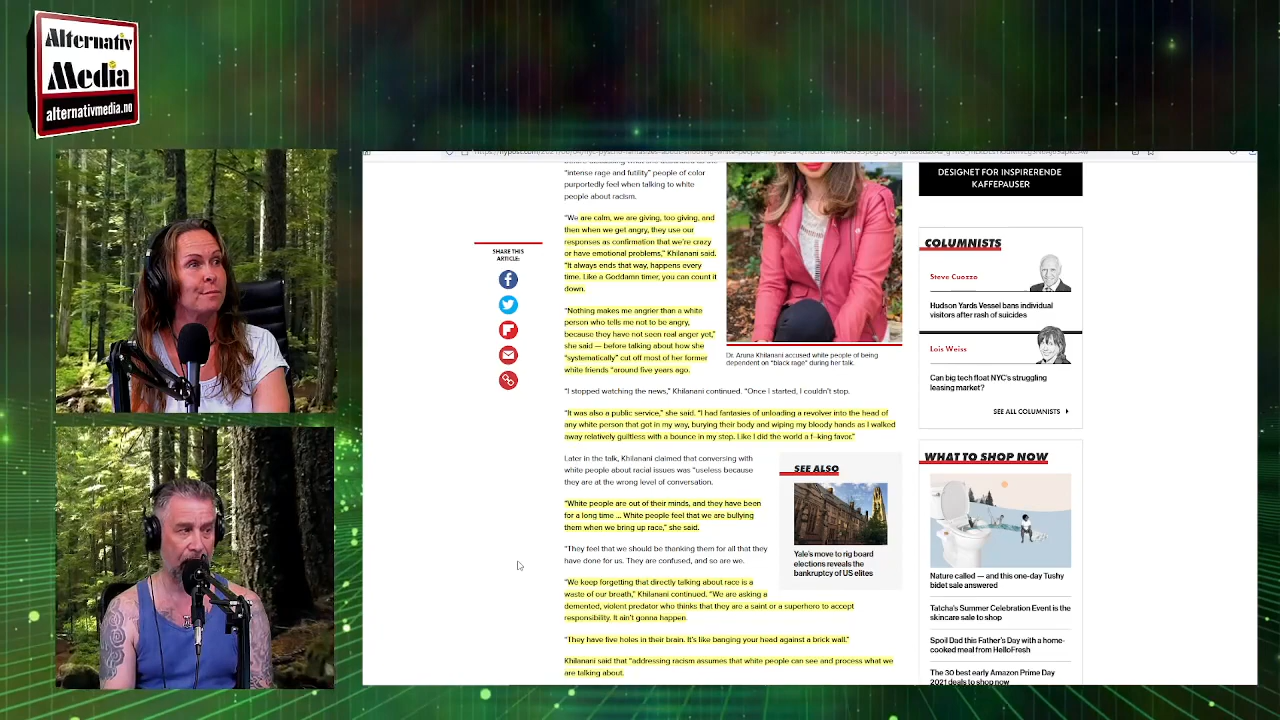 Alternativ
Media
alternativmedia.no
"intense rage and futility" people of color
purportedly feel when talking to white
people about racism.
"We are calm, we are giving, too giving, and
then when we get angry, they use our
responses as confirmation that we're crazy
or have emotional problems," Khilanani said.
"It always ends that way, happens every
time. Like a Goddamn timer, you can count it
down.
"Nothing makes me angrier than a white
person who tells me not to be angry,
because they have not seen real anger yet,"
she said — before talking about how she
"systematically" cut off most of her former
white friends "around five years ago.
"I stopped watching the news," Khilanani continued. "Once I started, I couldn't stop.
"It was also a public service," she said. "I had fantasies of unloading a revolver into the head of
any white person that got in my way, burying their body and wiping my bloody hands as I walked
away relatively guiltless with a bounce in my step. Like I did the world a f--king favor."
Later in the talk, Khilanani claimed that conversing with
white people about racial issues was "useless because
they are at the wrong level of conversation.
"White people are out of their minds, and they have been
for a long time ... White people feel that we are bullying
them when we bring up race," she said.
"They feel that we should be thanking them for all that they
have done for us. They are confused, and so are we.
"We keep forgetting that directly talking about race is a
waste of our breath," Khilanani continued. "We are asking a
demented, violent predator who thinks that they are a saint or a superhero to accept
responsibility. It ain't gonna happen.
"They have five holes in their brain. It's like banging your head against a brick wall."
Khilanani said that "addressing racism assumes that white people can see and process what we
are talking about.
SHARE THIS
ARTICLE:
Dr. Aruna Khilanani accused white people of being
dependent on "black rage" during her talk.
SEE ALSO
Yale's move to rig board
elections reveals the
bankruptcy of US elites
DESIGNET FOR INSPIRERENDE
KAFFEPAUSER
COLUMNISTS
Steve Cuozzo
Hudson Yards Vessel bans individual
visitors after rash of suicides
Lois Weiss
Can big tech float NYC's struggling
leasing market?
SEE ALL COLUMNISTS
WHAT TO SHOP NOW
Nature called — and this one-day Tushy
bidet sale answered
Tatcha's Summer Celebration Event is the
skincare sale to shop
Spoil Dad this Father's Day with a home-
cooked meal from HelloFresh
The 30 best early Amazon Prime Day
2021 deals to shop now